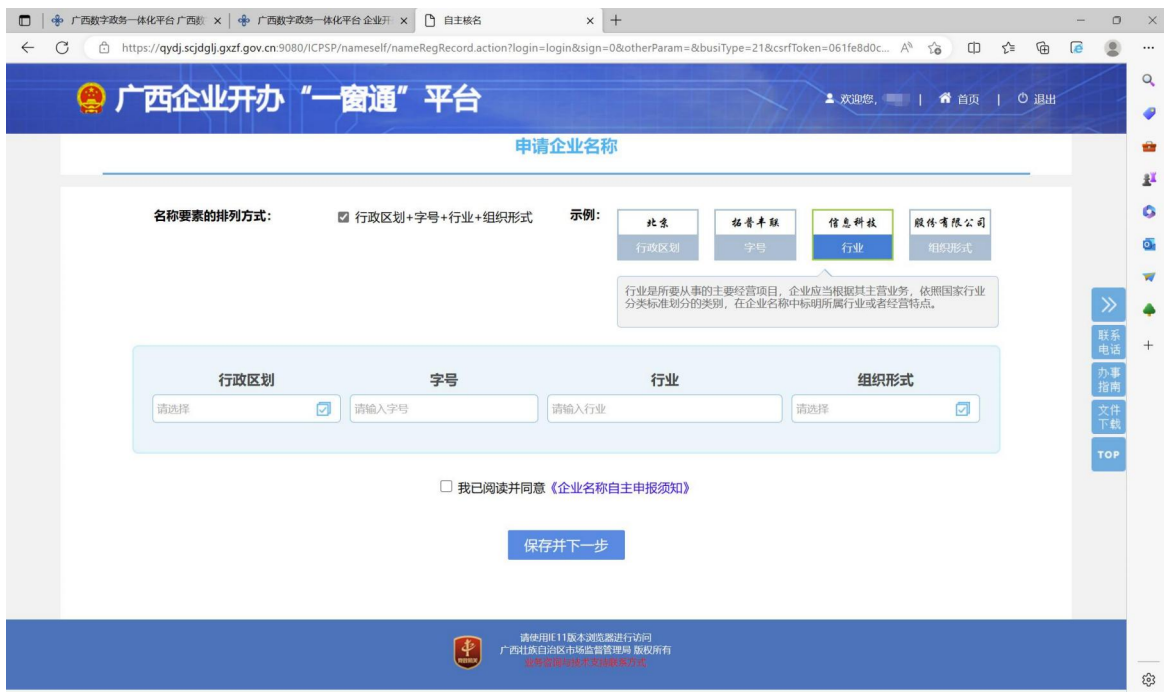 广西数字政务一体化平台 广西数
广西数字政务一体化平台 企业开
自主核名
https://qydj.scjdglj.gxzf.gov.cn:9080/ICPSP/nameself/nameRegRecord.action?login=login&sign=0&otherParam=&busiType=21&csrfToken=061fe8d0c...
广西企业开办“一窗通”平台
欢迎您, | 首页 | 退出
申请企业名称
名称要素的排列方式: 行政区划+字号+行业+组织形式 示例:
北京 拓普丰联 信息科技 股份有限公司
行政区划 字号 行业 组织形式
行业是所要从事的主要经营项目，企业应当根据其主营业务，依照国家行业
分类标准划分的类别，在企业名称中标明所属行业或者经营特点。
联系
电话
办事
指南
文件
下载
TOP
行政区划 字号 行业 组织形式
请选择 请输入字号 请输入行业 请选择
我已阅读并同意《企业名称自主申报须知》
保存并下一步
请使用IE11版本浏览器进行访问
广西壮族自治区市场监督管理局 版权所有